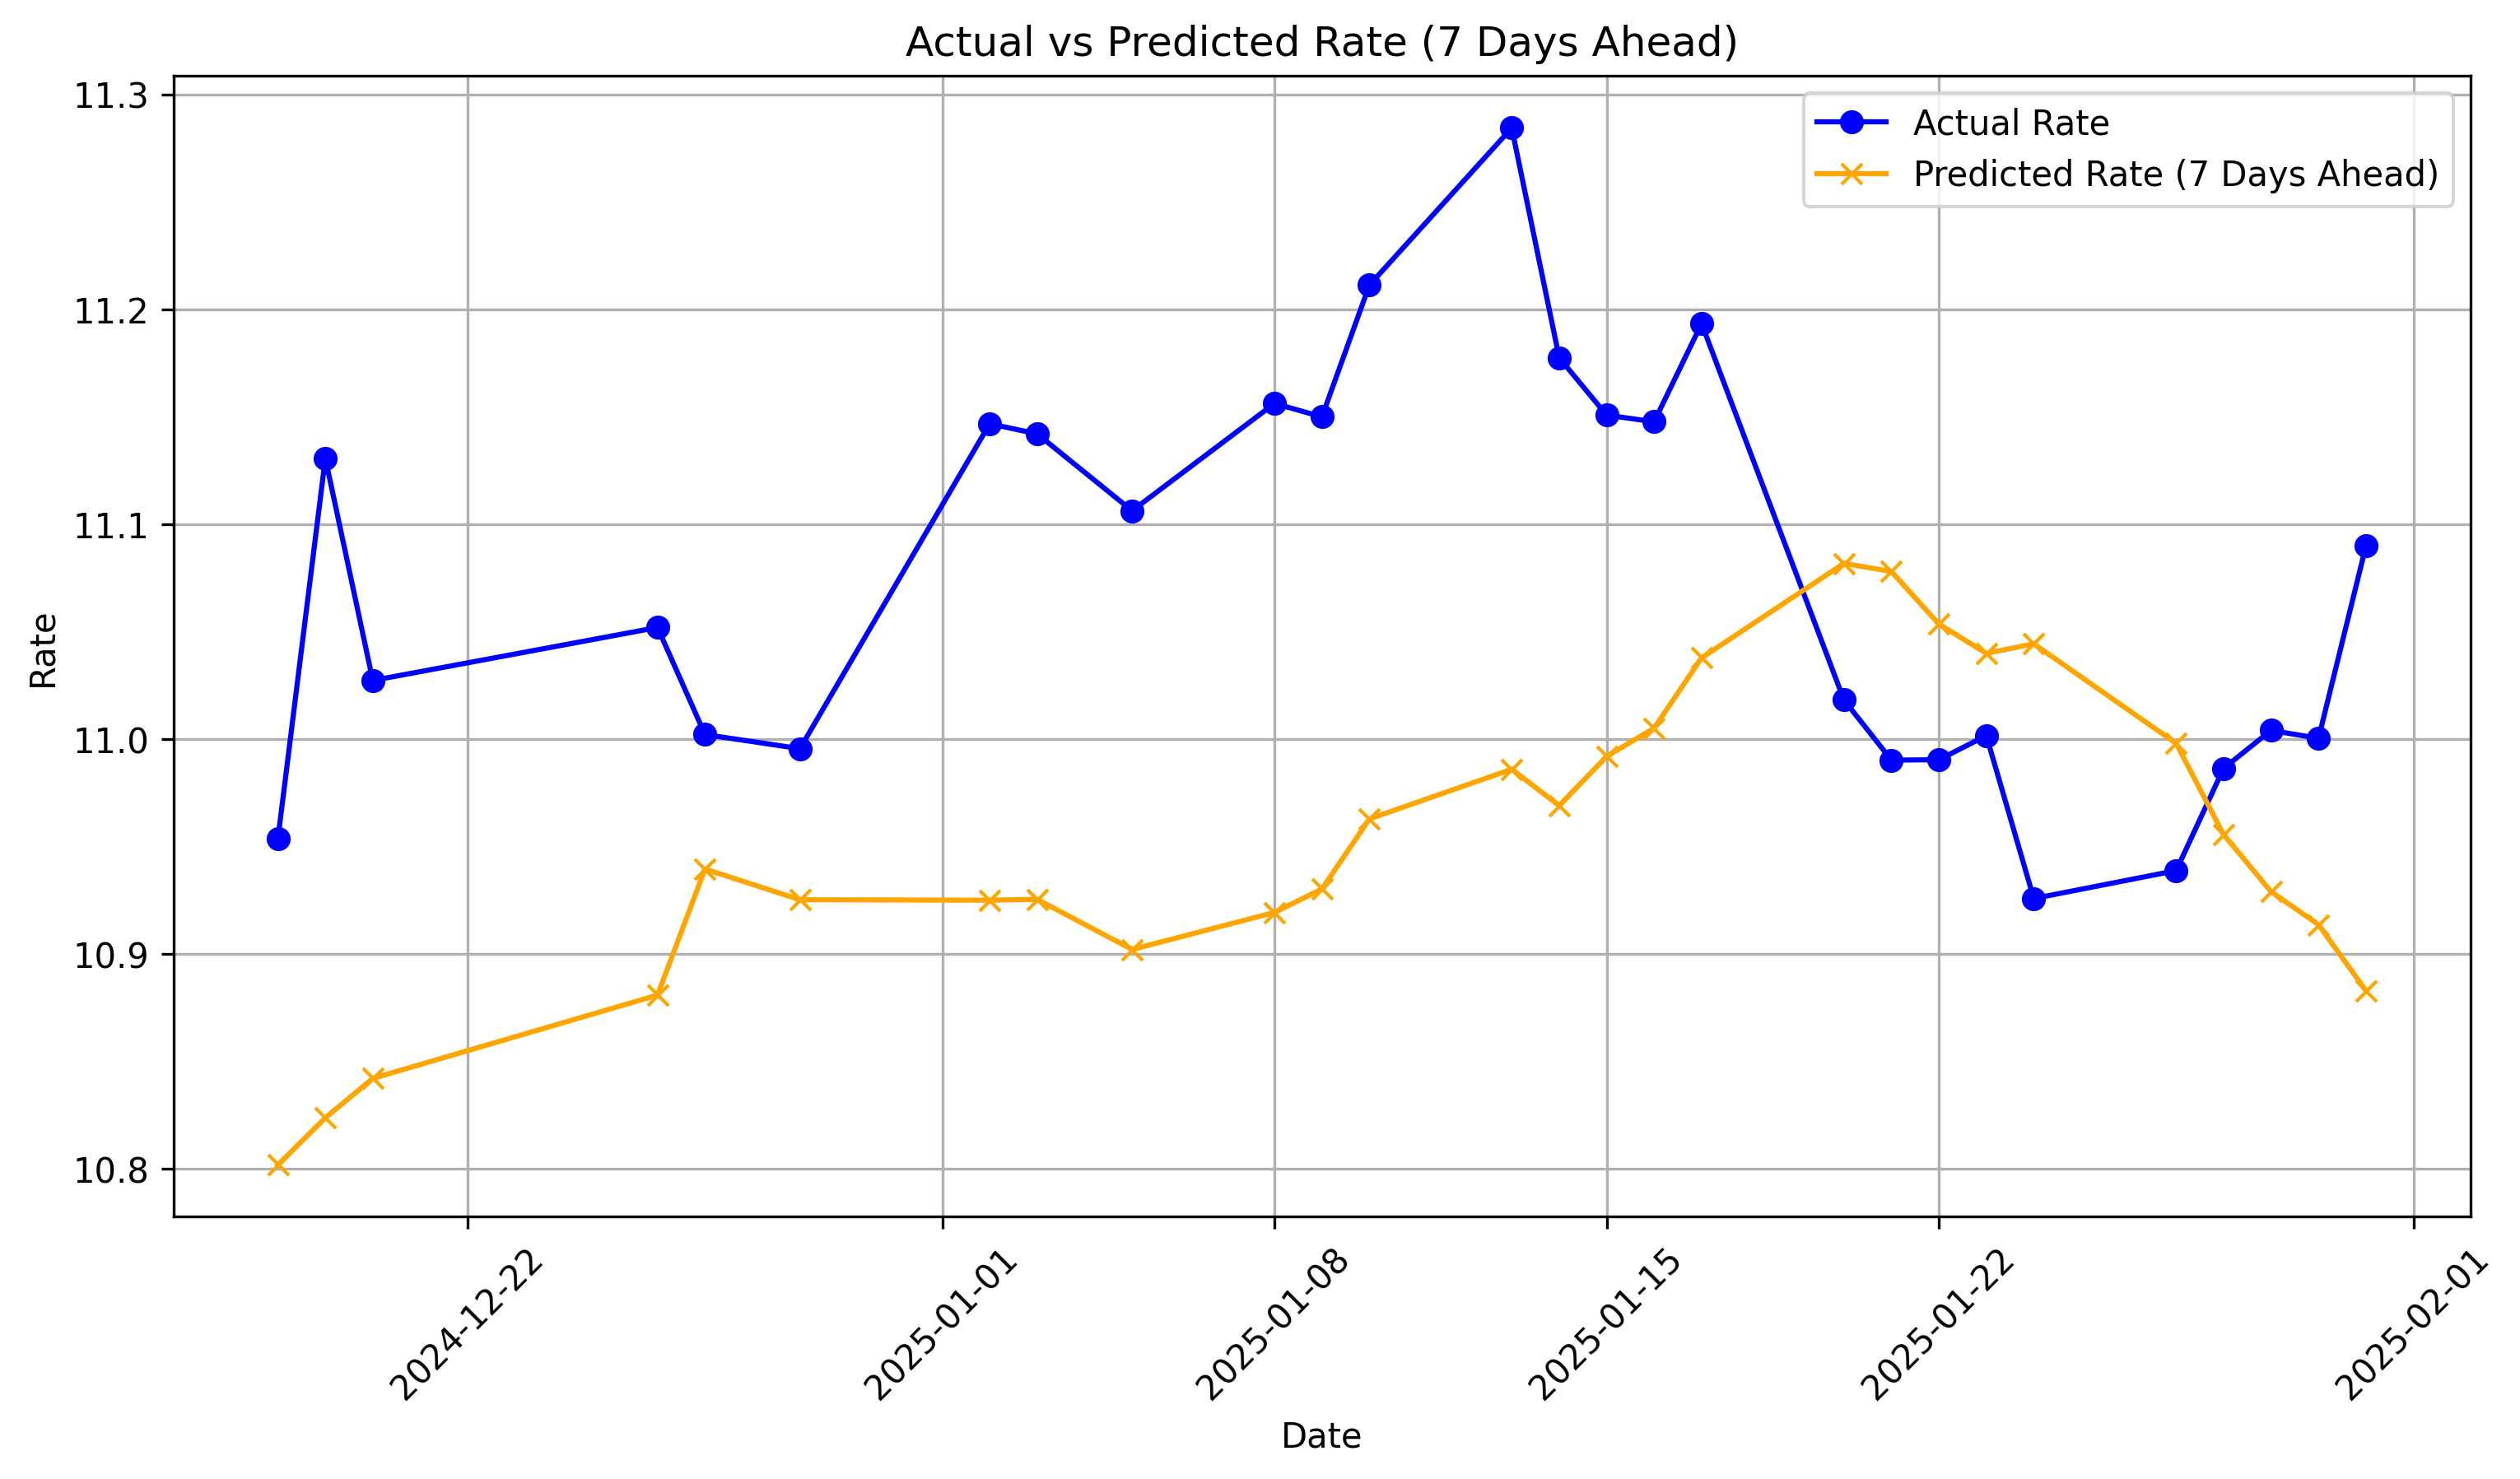 Actual vs Predicted Rate (7 Days Ahead)
Actual Rate
Predicted Rate (7 Days Ahead)
Rate
11.3
11.2
11.1
11.0
10.9
10.8
2024-12-22
2025-01-01
2025-01-08
2025-01-15
2025-01-22
2025-02-01
Date